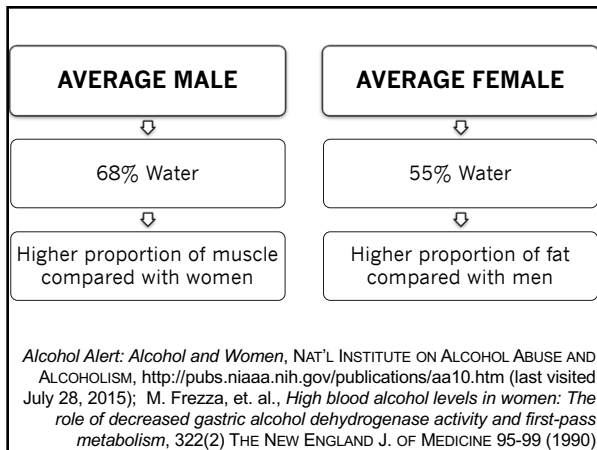 AVERAGE MALE
68% Water
Higher proportion of muscle
compared with women
AVERAGE FEMALE
55% Water
Higher proportion of fat
compared with men
Alcohol Alert: Alcohol and Women, NAT'L INSTITUTE ON ALCOHOL ABUSE AND
ALCOHOLISM, http://pubs.niaaa.nih.gov/publications/aa10.htm (last visited
July 28, 2015); M. Frezza, et. al., High blood alcohol levels in women: The
role of decreased gastric alcohol dehydrogenase activity and first-pass
metabolism, 322(2) THE NEW ENGLAND J. OF MEDICINE 95-99 (1990)